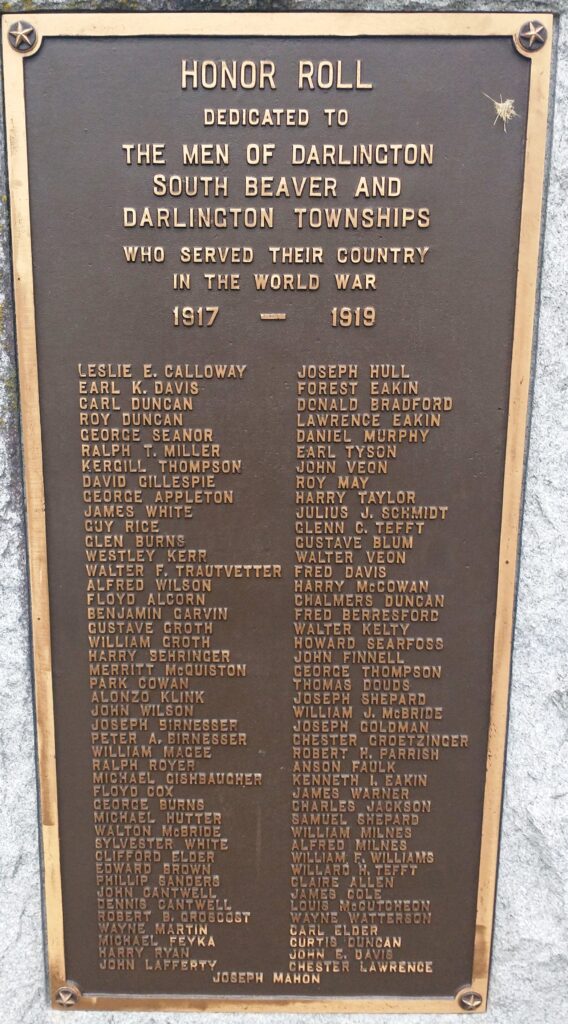 HONOR ROLL
DEDICATED TO
THE MEN OF DARLINGTON
SOUTH BEAVER AND
DARLINGTON TOWNSHIPS
WHO SERVED THEIR COUNTRY
IN THE WORLD WAR
1917 — 1919
LESLIE E. CALLOWAY
EARL K. DAVIS
CARL DUNCAN
ROY DUNCAN
GEORGE SEANOR
RALPH T. MILLER
KERGILL THOMPSON
DAVID GILLESPIE
GEORGE APPLETON
JAMES WHITE
GUY RICE
GLEN BURNS
WESTLEY KERR
WALTER F. TRAUTVETTER
ALFRED WILSON
FLOYD ALCORN
BENJAMIN GARVIN
GUSTAVE GROTH
WILLIAM GROTH
HARRY SEHRINGER
MERRITT McQUISTON
PARK COWAN
ALONZO KLINK
JOHN WILSON
JOSEPH BIRNESSER
PETER A. BIRNESSER
WILLIAM MAGEE
RALPH ROYER
MICHAEL GISHBAUGHER
FLOYD COX
GEORGE BURNS
MICHAEL HUTTER
WALTON McBRIDE
SYLVESTER WHITE
CLIFFORD ELDER
EDWARD BROWN
PHILLIP SANDERS
JOHN CANTWELL
DENNIS CANTWELL
ROBERT B. GROSCOST
WAYNE MARTIN
MICHAEL FEYKA
HARRY RYAN
JOHN LAFFERTY
JOSEPH HULL
FOREST EAKIN
DONALD BRADFORD
LAWRENCE EAKIN
DANIEL MURPHY
EARL TYSON
JOHN VEON
ROY MAY
HARRY TAYLOR
JULIUS J. SCHMIDT
GLENN C. TEFFT
GUSTAVE BLUM
WALTER VEON
FRED DAVIS
HARRY McCOWAN
CHALMERS DUNCAN
FRED BERRESFORD
WALTER KELTY
HOWARD SEARFOSS
JOHN FINNELL
GEORGE THOMPSON
THOMAS DOUDS
JOSEPH SHEPARD
WILLIAM J. McBRIDE
JOSEPH GOLDMAN
CHESTER GROETZINGER
ROBERT P. PARRISH
ANSON FAULK
KENNETH I. EAKIN
JAMES WARNER
CHARLES JACKSON
SAMUEL SHEPARD
WILLIAM MILNES
ALFRED MILNES
WILLIAM F. WILLIAMS
WILLARD H. TEFFT
CLAIRE ALLEN
JAMES COLE
LOUIS McCUTCHEON
WAYNE WATTERSON
CARL ELDER
CURTIS DUNCAN
JOHN E. DAVIS
CHESTER LAWRENCE
JOSEPH MAHON